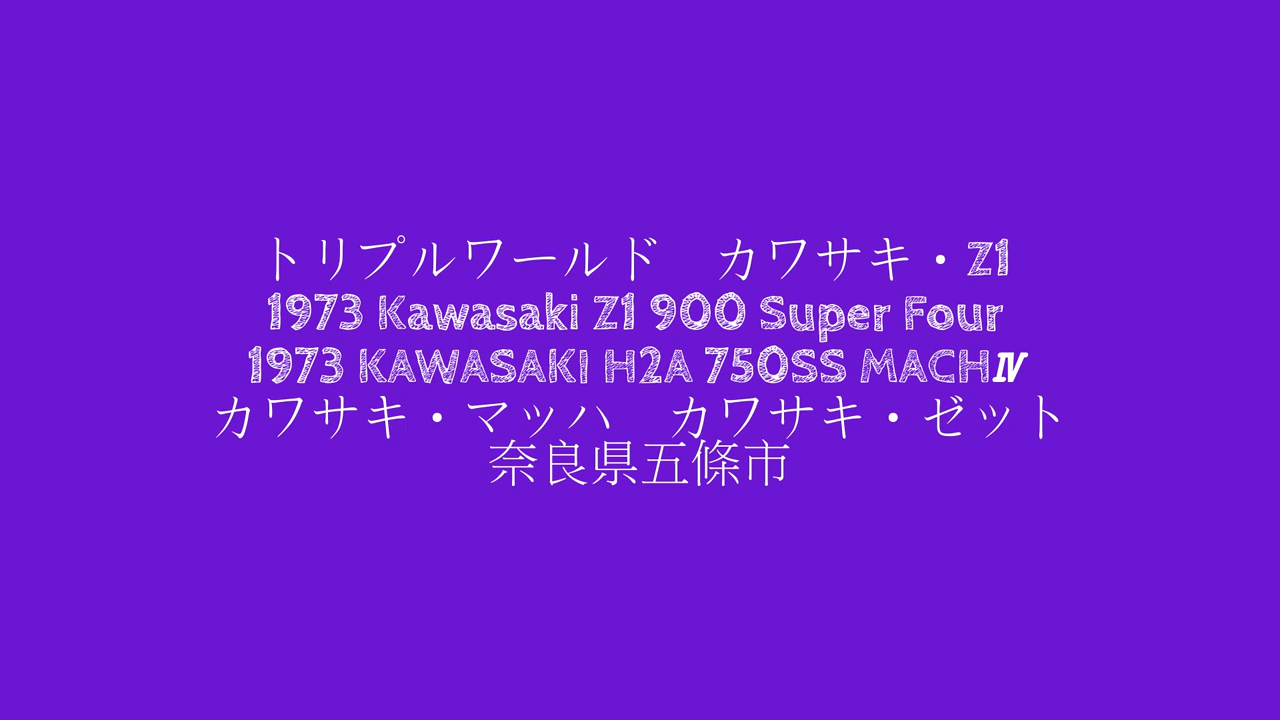 トリプルワールド　カワサキ・Z1
1973 Kawasaki Z1 900 Super Four
1973 KAWASAKI H2A 750SS MACHⅣ
カワサキ・マッハ　カワサキ・ゼット
奈良県五條市